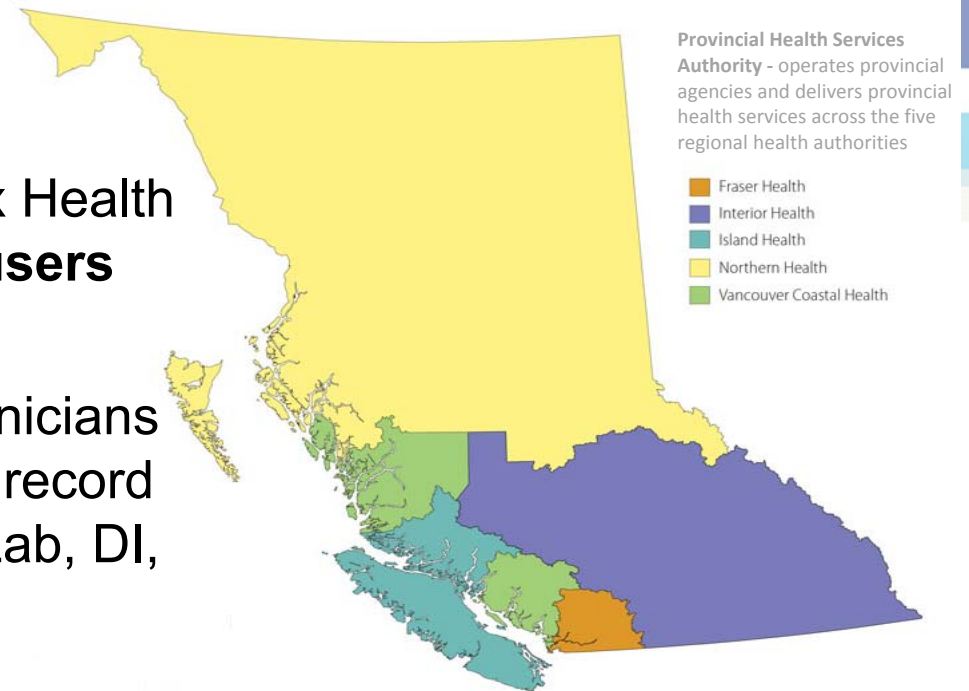 x Health
users
nicians
record
Lab, DI,
Provincial Health Services
Authority - operates provincial
agencies and delivers provincial
health services across the five
regional health authorities
Fraser Health
Interior Health
Island Health
Northern Health
Vancouver Coastal Health